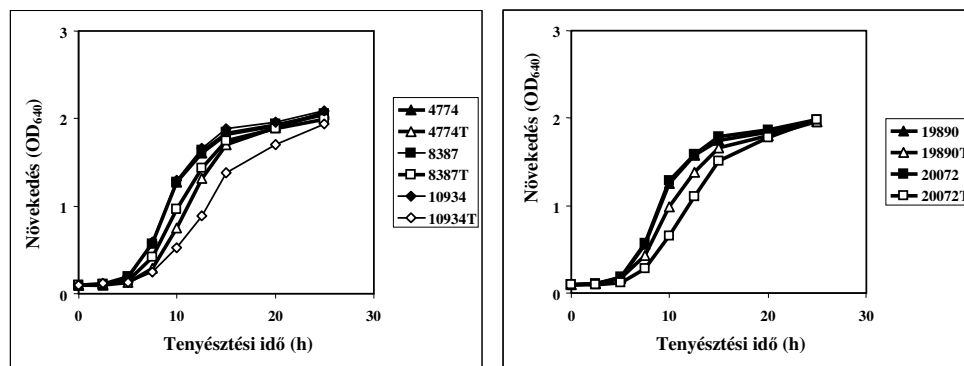 3
2
1
0
0
10
20
30
Növekedés (OD640)
Tenyésztési idő (h)
4774
4774T
8387
8387T
10934
10934T
3
2
1
0
0
10
20
30
Növekedés (OD640)
Tenyésztési idő (h)
19890
19890T
20072
20072T